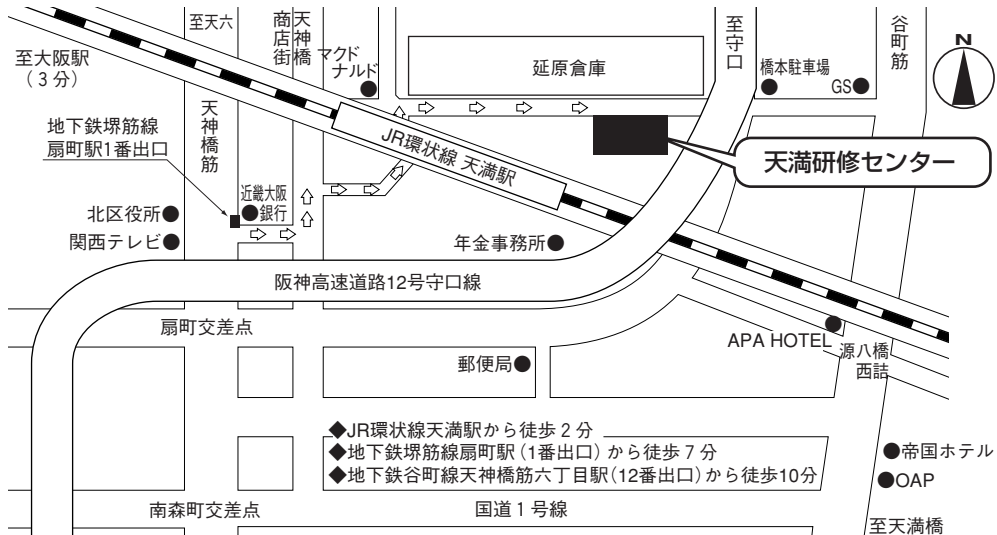 至天六
商店街
天神橋
マクド
ナルド
至大阪駅
(3分)
延原倉庫
至守口
橋本駐車場
GS
谷町筋
N
天神橋筋
地下鉄堺筋線
扇町駅1番出口
JR環状線 天満駅
天満研修センター
近畿大阪
銀行
北区役所
関西テレビ
年金事務所
阪神高速道路12号守口線
扇町交差点
APA HOTEL
源八橋
西詰
郵便局
◆JR環状線天満駅から徒歩2分
◆地下鉄堺筋線扇町駅(1番出口)から徒歩7分
◆地下鉄谷町線天神橋筋六丁目駅(12番出口)から徒歩10分
帝国ホテル
OAP
南森町交差点
国道1号線
至天満橋